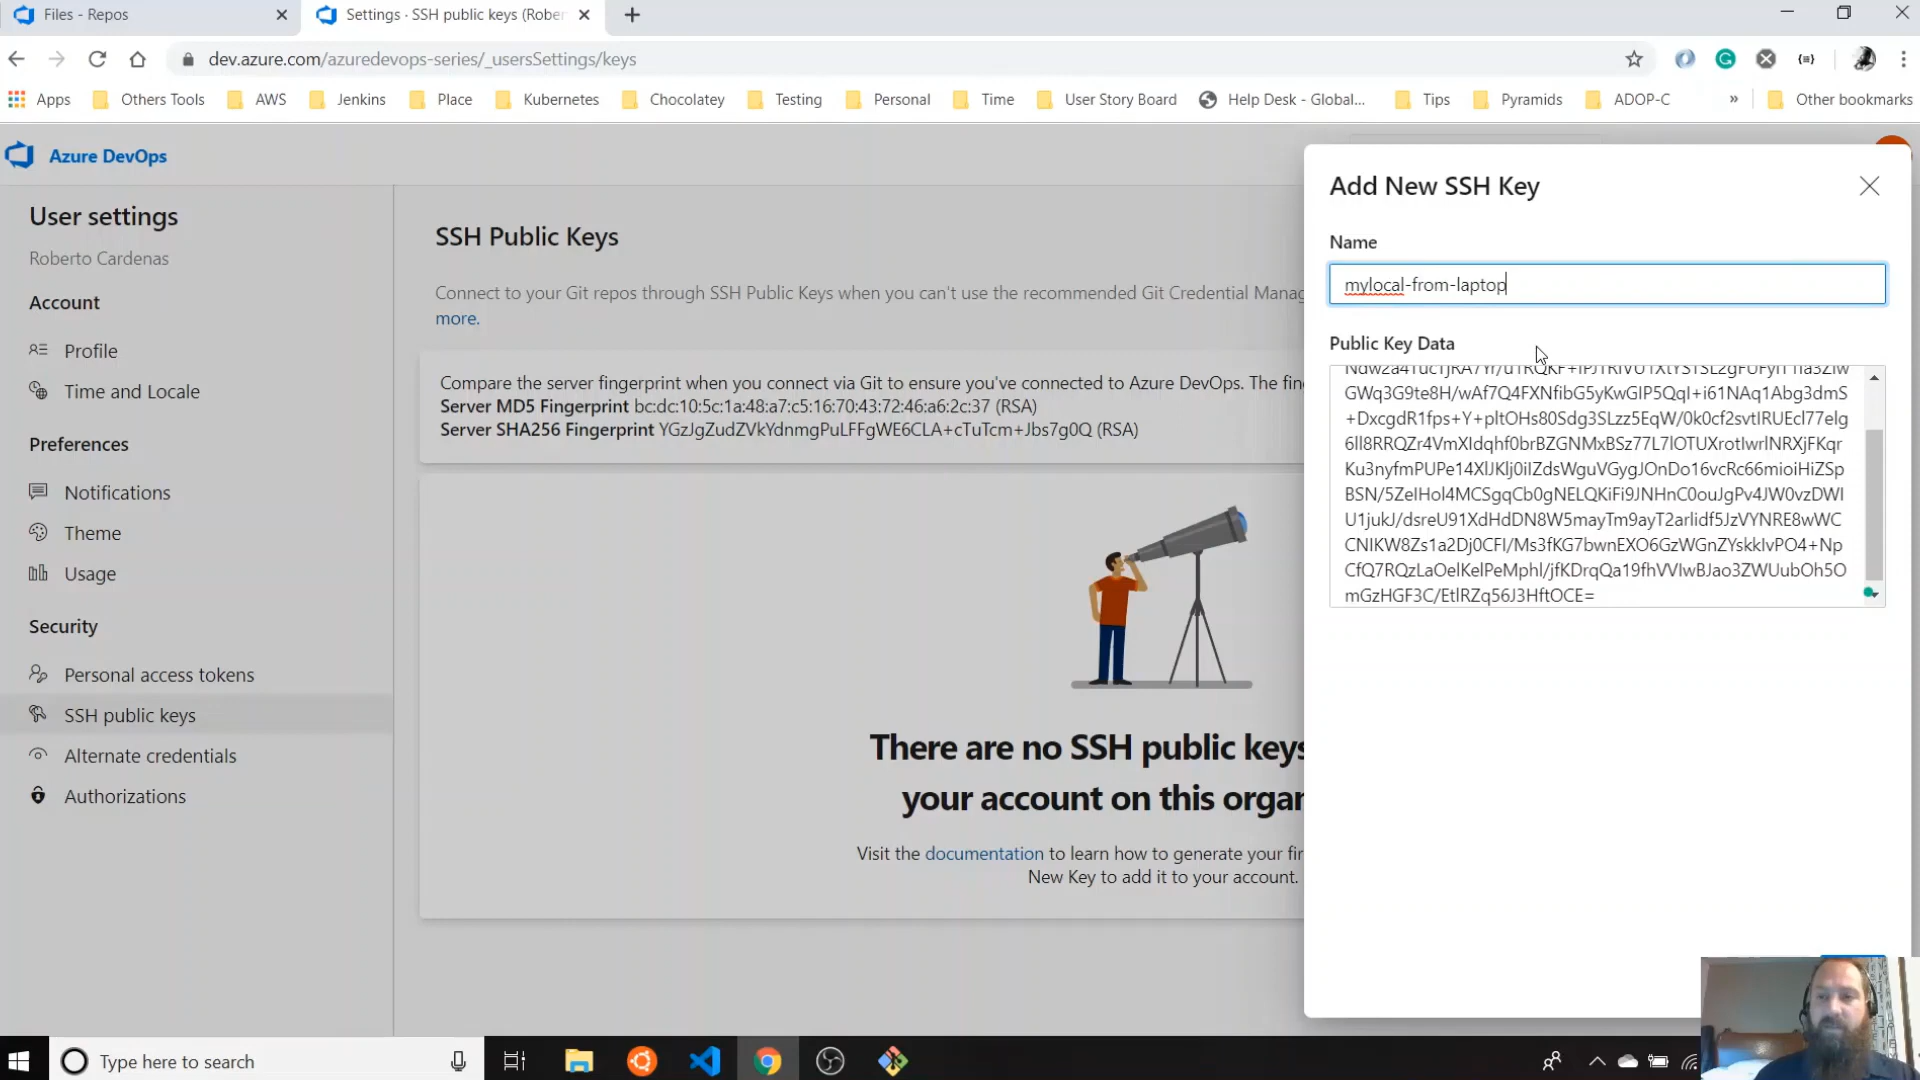 Files - Repos
Settings · SSH public keys (Rober
dev.azure.com/azuredevops-series/_usersSettings/keys
Apps
Others Tools
AWS
Jenkins
Place
Kubernetes
Chocolatey
Testing
Personal
Time
User Story Board
Help Desk - Global...
Tips
Pyramids
ADOP-C
»
Other bookmarks
Azure DevOps
User settings
Roberto Cardenas
Account
Profile
Time and Locale
Preferences
Notifications
Theme
Usage
Security
Personal access tokens
SSH public keys
Alternate credentials
Authorizations
SSH Public Keys
Connect to your Git repos through SSH Public Keys when you can't use the recommended Git Credential Manag
more.
Compare the server fingerprint when you connect via Git to ensure you've connected to Azure DevOps. The fin
Server MD5 Fingerprint bc:dc:10:5c:1a:48:a7:c5:16:70:43:72:46:a6:2c:37 (RSA)
Server SHA256 Fingerprint YGzJgZudZVkYdnmgPuLFFgWE6CLA+cTuTcm+Jbs7g0Q (RSA)
There are no SSH public keys
your account on this organ
Visit the documentation to learn how to generate your fir
New Key to add it to your account.
Add New SSH Key
Name
mylocal-from-laptop
Public Key Data
GWq3G9te8H/wAf7Q4FXNfibG5yKwGIP5QqI+i61NAq1Abg3dmS
+DxcgdR1fps+Y+pltOHs80Sdg3SLzz5EqW/0k0cf2svtIRUEcl77elg
6ll8RRQZr4VmXIdqhf0brBZGNMxBSz77L7lOTUXrotIwrlNRXjFKqr
Ku3nyfmPUPe14XlJKlj0iIZdsWguVGygJOnDo16vcRc66mioiHiZSp
BSN/5ZeIHol4MCSgqCb0gNELQKiFi9JNHnC0ouJgPv4JW0vzDWI
U1jukJ/dsreU91XdHdDN8W5mayTm9ayT2arlidf5JzVYNRE8wWC
CNIKW8Zs1a2Dj0CFI/Ms3fKG7bwnEXO6GzWGnZYskkIvPO4+Np
CfQ7RQzLaOeIKelPeMphl/jfKDrqQa19fhVVIwBJao3ZWUubOh5O
mGzHGF3C/EtlRZq56J3HftOCE=
Type here to search